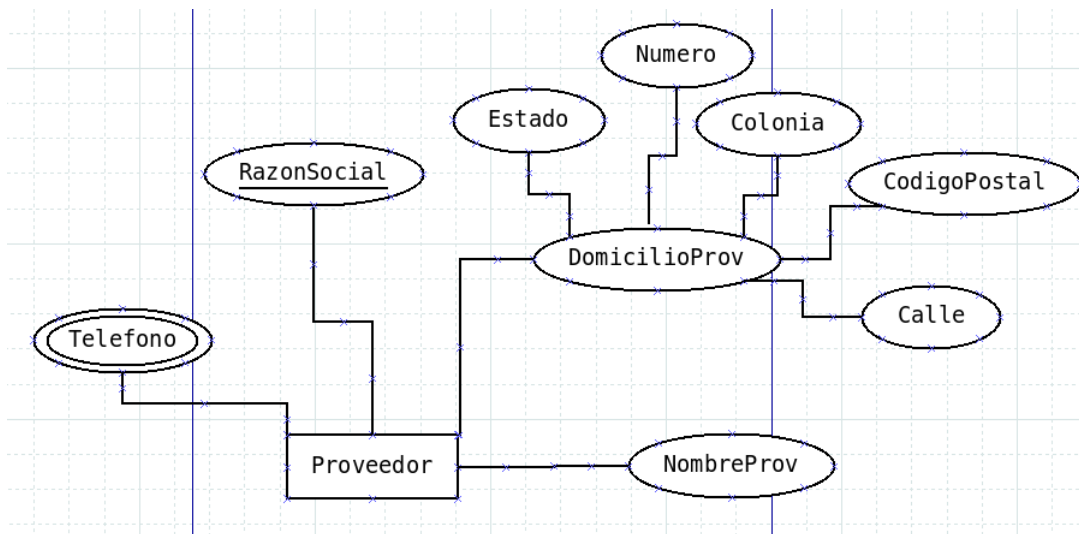 Numero
Estado
Colonia
RazonSocial
CodigoPostal
DomicilioProv
Calle
Telefono
Proveedor
NombreProv